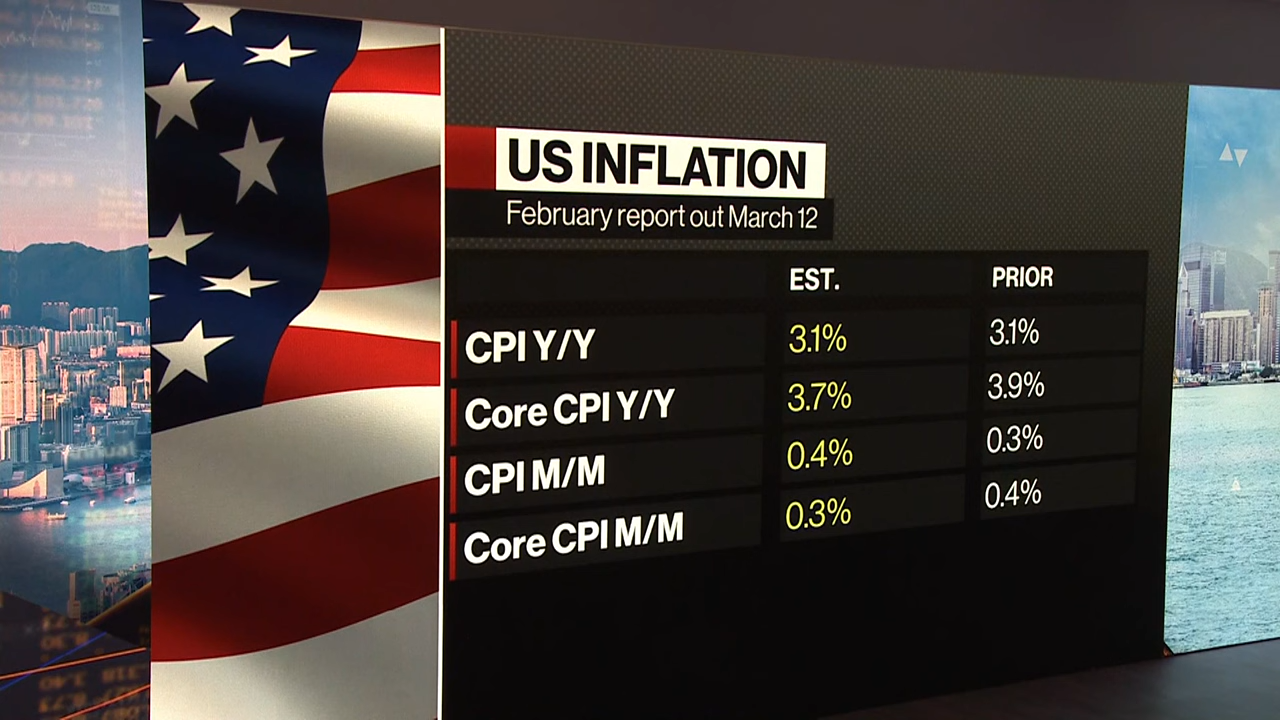 US INFLATION
February report out March 12
EST. PRIOR
CPI Y/Y 3.1% 3.1%
Core CPI Y/Y 3.7% 3.9%
CPI M/M 0.4% 0.3%
Core CPI M/M 0.3% 0.4%